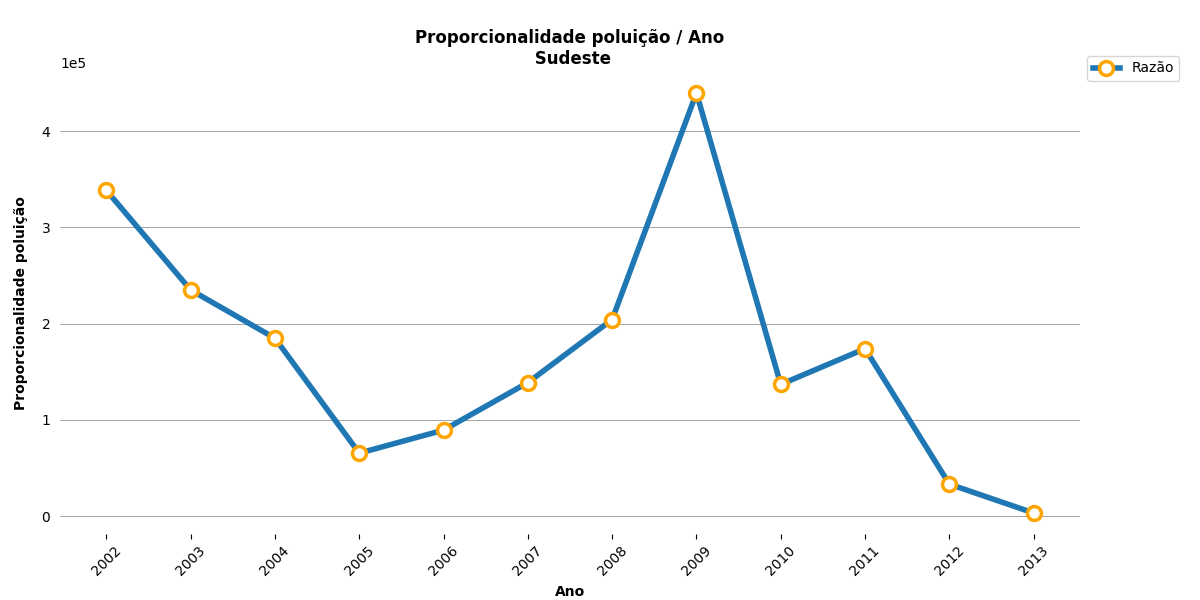 Proporcionalidade poluição / Ano
Sudeste
1e5
Razão
4
3
2
1
0
Proporcionalidade poluição
2002
2003
2004
2005
2006
2007
2008
2009
2010
2011
2012
2013
Ano